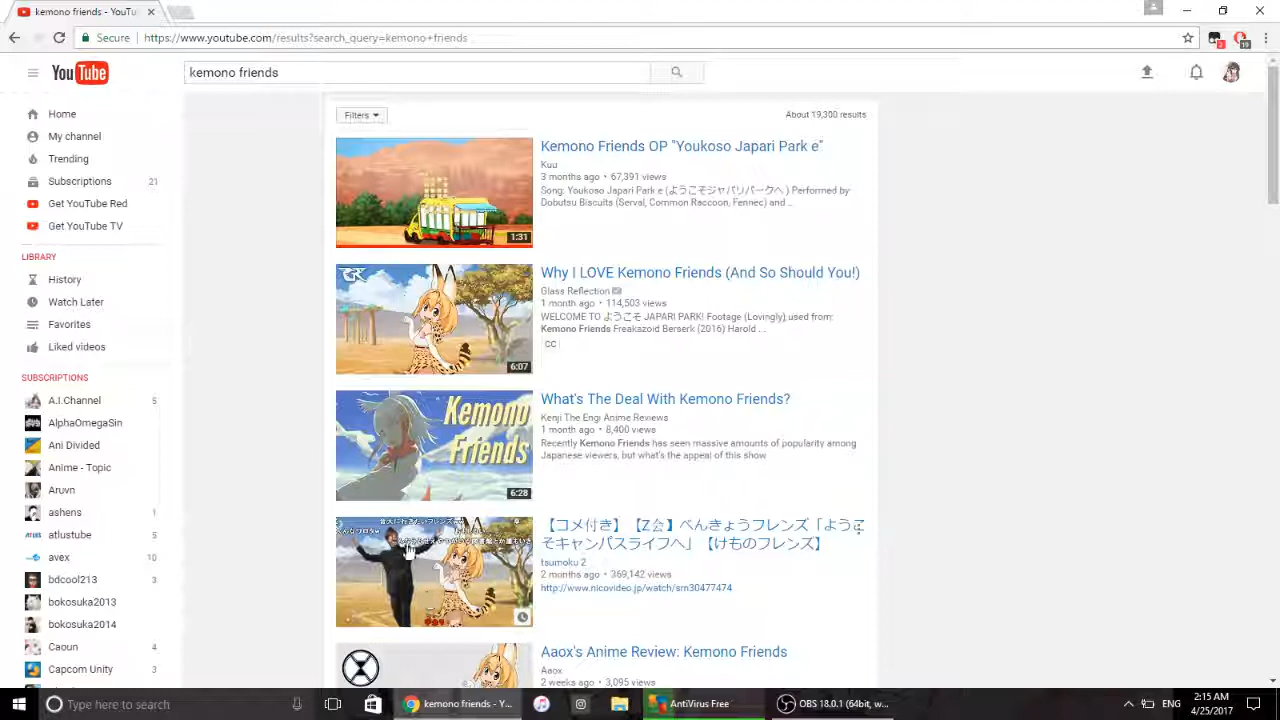 kemono friends - YouTu
Secure
https://www.youtube.com/results?search_query=kemono+friends
YouTube
kemono friends
Home
My channel
Trending
Subscriptions 21
Get YouTube Red
Get YouTube TV
LIBRARY
History
Watch Later
Favorites
Liked videos
SUBSCRIPTIONS
A.I.Channel 5
AlphaOmegaSin
Ani Divided
Anime - Topic
Aruvn
ashens 1
atlustube 5
avex 10
bdcool213 3
bokosuka2013
bokosuka2014
Caoun 4
Capcom Unity 3
Filters
About 19,300 results
Kemono Friends OP "Youkoso Japari Park e"
Kuu
3 months ago • 67,391 views
Song: Youkoso Japari Park e (ようこそジャパリパークへ ) Performed by
Dobutsu Biscuits (Serval, Common Raccoon, Fennec) and ...
1:31
Why I LOVE Kemono Friends (And So Should You!)
Glass Reflection
1 month ago • 114,503 views
WELCOME TO ようこそ JAPARI PARK! Footage (Lovingly) used from:
Kemono Friends Freakazoid Berserk (2016) Harold ...
CC
GR
6:07
What's The Deal With Kemono Friends?
Kenji The Engi Anime Reviews
1 month ago • 8,400 views
Recently Kemono Friends has seen massive amounts of popularity among
Japanese viewers, but what's the appeal of this show
Kemono
Friends
6:28
【コメ付き】【Z会】べんきょうフレンズ「ようこ
そキャンパスライフへ」【けものフレンズ】
tsumoku 2
2 months ago • 369,142 views
http://www.nicovideo.jp/watch/sm30477474
Aaox's Anime Review: Kemono Friends
Aaox
2 weeks ago • 3,095 views
Type here to search
kemono friends - Y...
AntiVirus Free
OBS 18.0.1 (64bit, w...
ENG
2:15 AM
4/25/2017